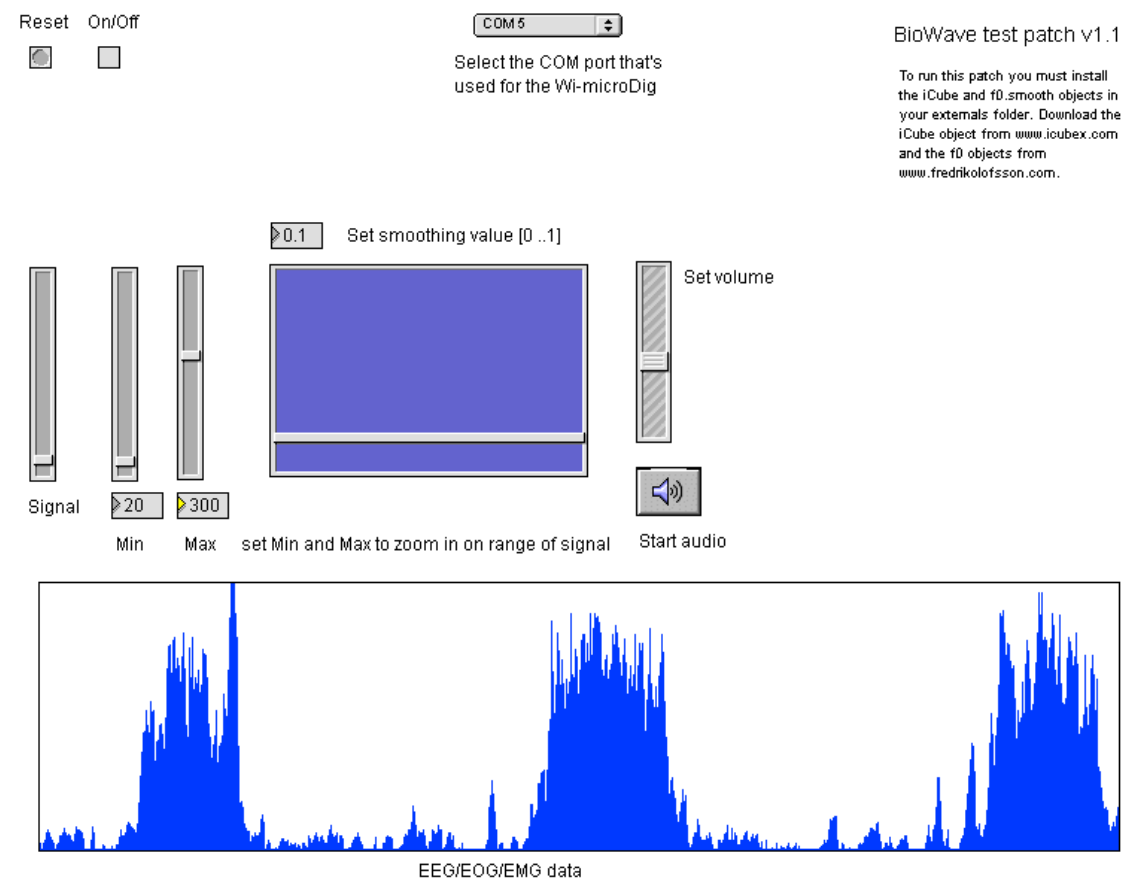 Reset On/Off
COM 5
BioWave test patch v1.1
Select the COM port that's
used for the Wi-microDig
To run this patch you must install
the iCube and f0.smooth objects in
your externals folder. Download the
iCube object from www.icubex.com
and the f0 objects from
www.fredrikolofsson.com.
0.1 Set smoothing value [0 ..1]
Set volume
Signal 20 300
Min Max set Min and Max to zoom in on range of signal Start audio
EEG/EOG/EMG data